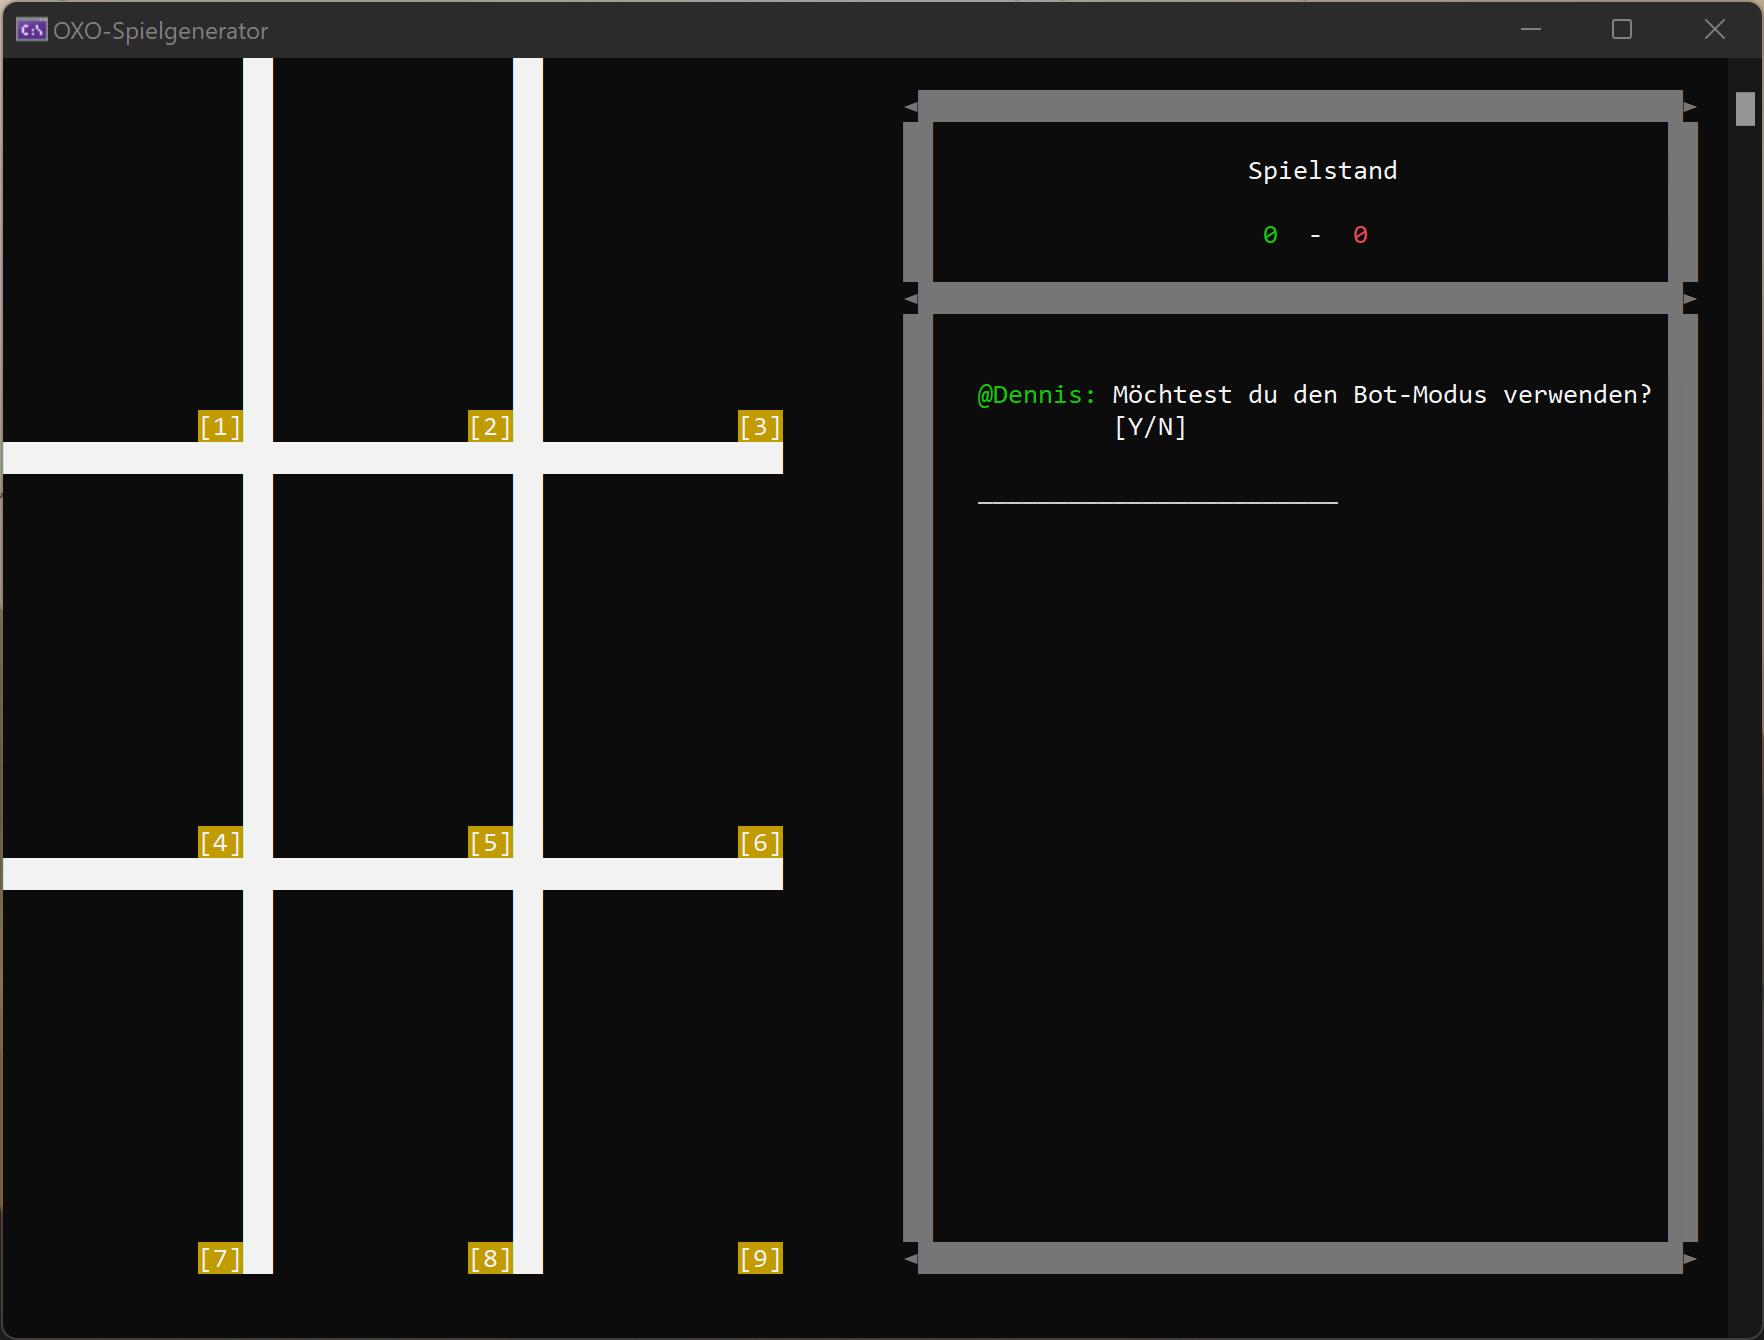 OXO-Spielgenerator
Spielstand
0 - 0
@Dennis: Möchtest du den Bot-Modus verwenden?
[Y/N]
[1] [2] [3]
[4] [5] [6]
[7] [8] [9]